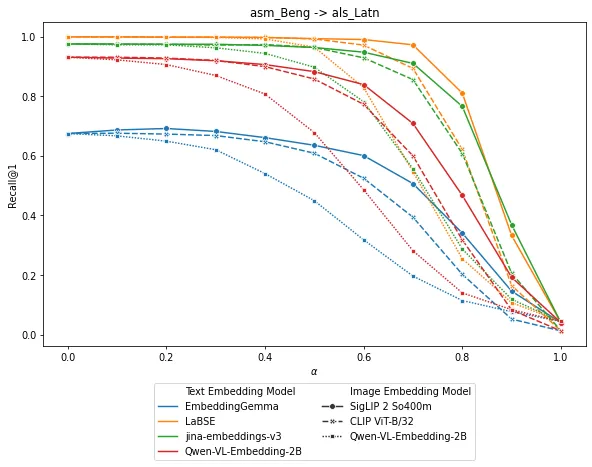 asm_Beng -> als_Latn
Recall@1
1.0
0.8
0.6
0.4
0.2
0.0
0.0 0.2 0.4 0.6 0.8 1.0
α
Text Embedding Model Image Embedding Model
EmbeddingGemma SigLIP 2 So400m
LaBSE CLIP ViT-B/32
jina-embeddings-v3 Qwen-VL-Embedding-2B
Qwen-VL-Embedding-2B